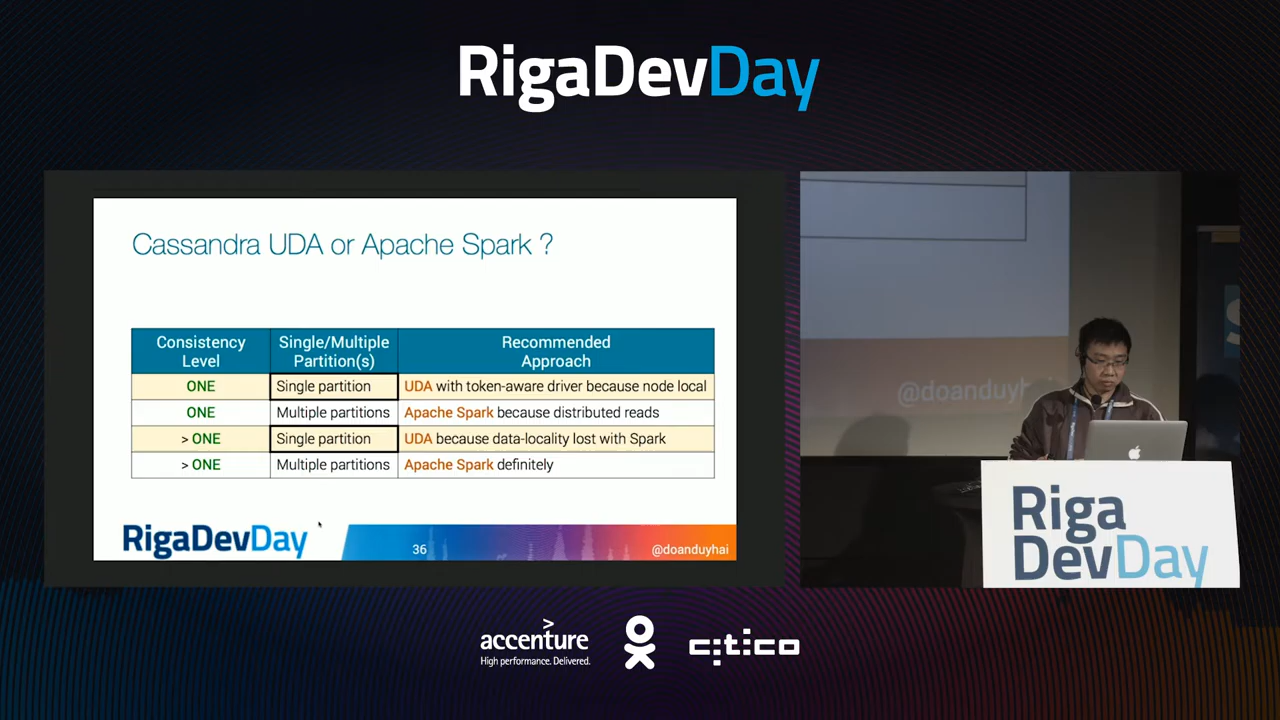 RigaDevDay
Cassandra UDA or Apache Spark ?
Consistency Level
Single/Multiple Partition(s)
Recommended Approach
ONE
Single partition
UDA with token-aware driver because node local
ONE
Multiple partitions
Apache Spark because distributed reads
> ONE
Single partition
UDA because data-locality lost with Spark
> ONE
Multiple partitions
Apache Spark definitely
RigaDevDay
36
@doanduyhai
@doanduyh
Riga
DevDay
accenture
High performance. Delivered.
citico